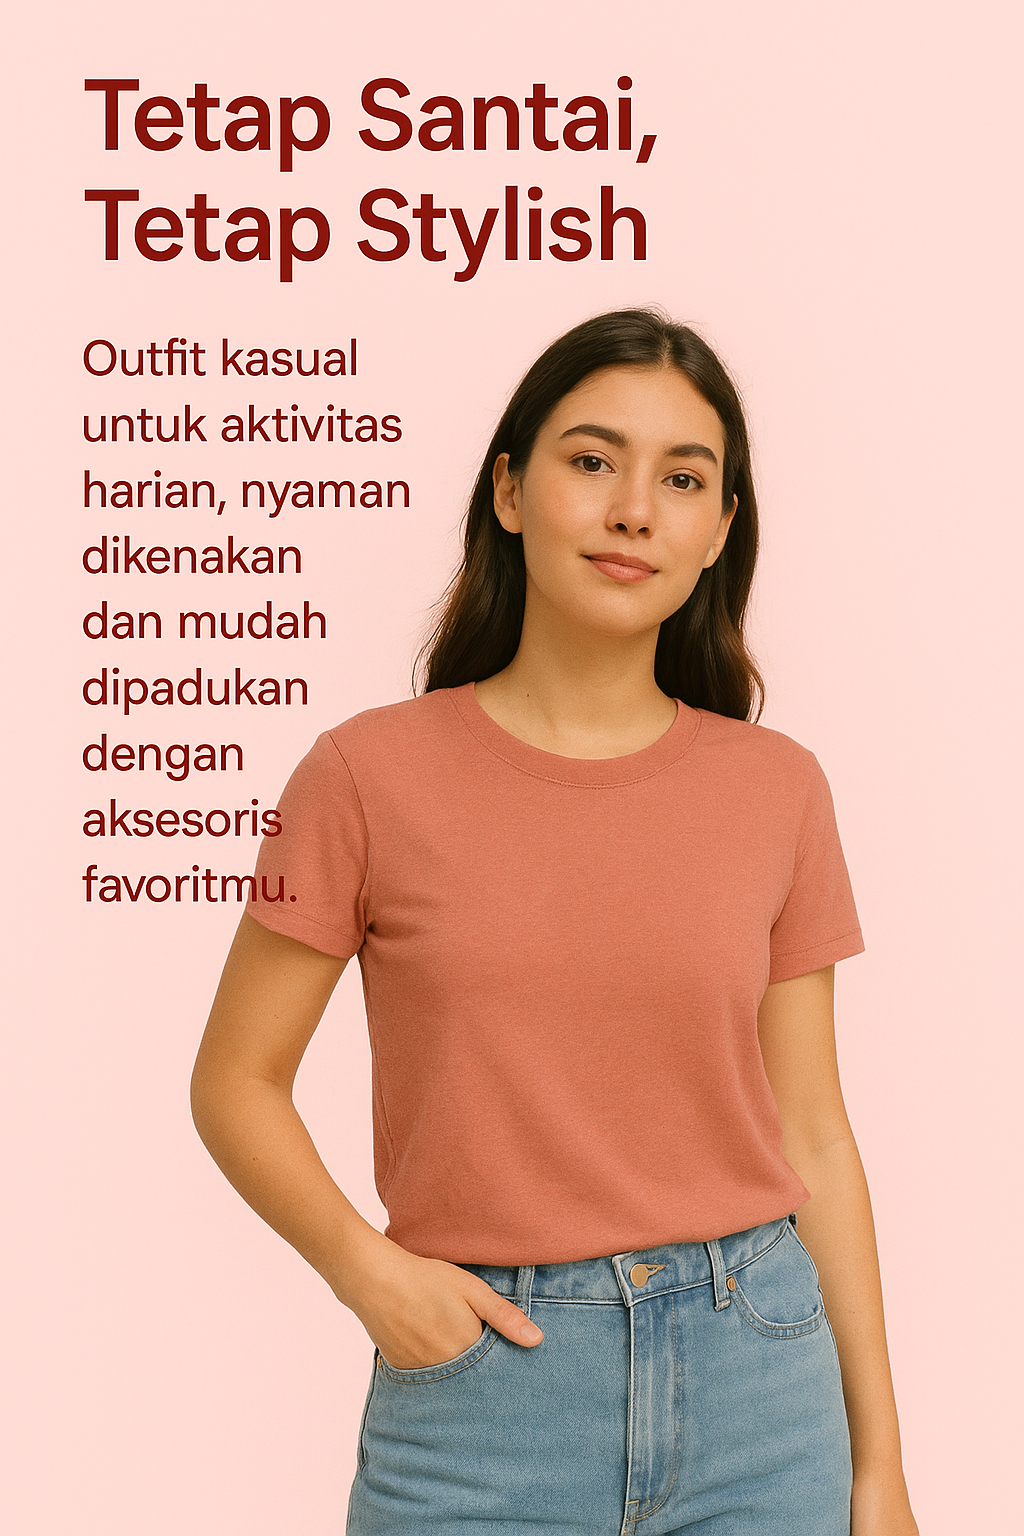 Tetap Santai,
Tetap Stylish
Outfit kasual
untuk aktivitas
harian, nyaman
dikenakan
dan mudah
dipadukan
dengan
aksesoris
favoritmu.